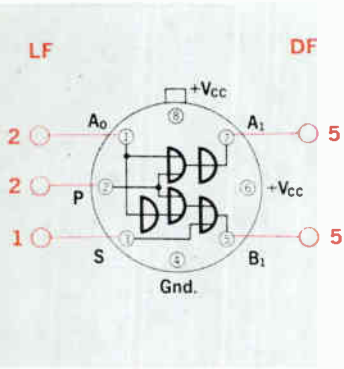 LF DF
+Vcc
8
A₀ A₁
2 1 7 5
2 P 2 6 +Vcc
1 3 5 5
S 4 B₁
Gnd.